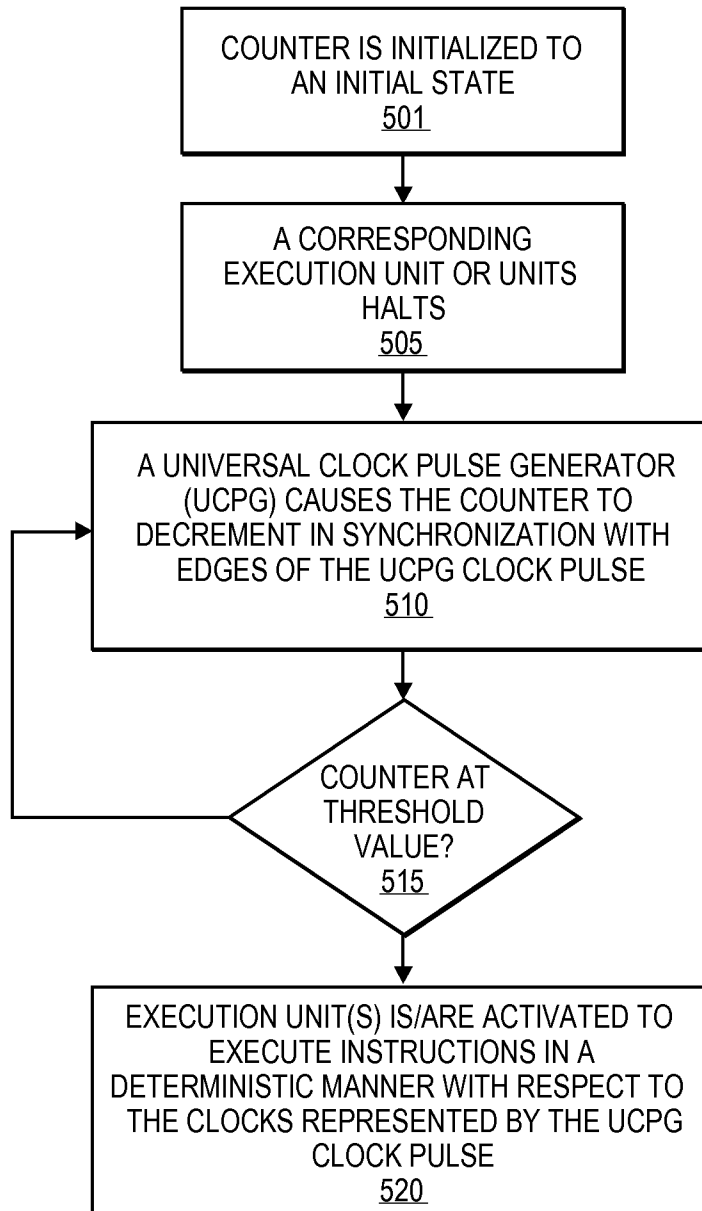 COUNTER IS INITIALIZED TO
AN INITIAL STATE
501
A CORRESPONDING
EXECUTION UNIT OR UNITS
HALTS
505
A UNIVERSAL CLOCK PULSE GENERATOR
(UCPG) CAUSES THE COUNTER TO
DECREMENT IN SYNCHRONIZATION WITH
EDGES OF THE UCPG CLOCK PULSE
510
COUNTER AT
THRESHOLD
VALUE?
515
EXECUTION UNIT(S) IS/ARE ACTIVATED TO
EXECUTE INSTRUCTIONS IN A
DETERMINISTIC MANNER WITH RESPECT TO
THE CLOCKS REPRESENTED BY THE UCPG
CLOCK PULSE
520